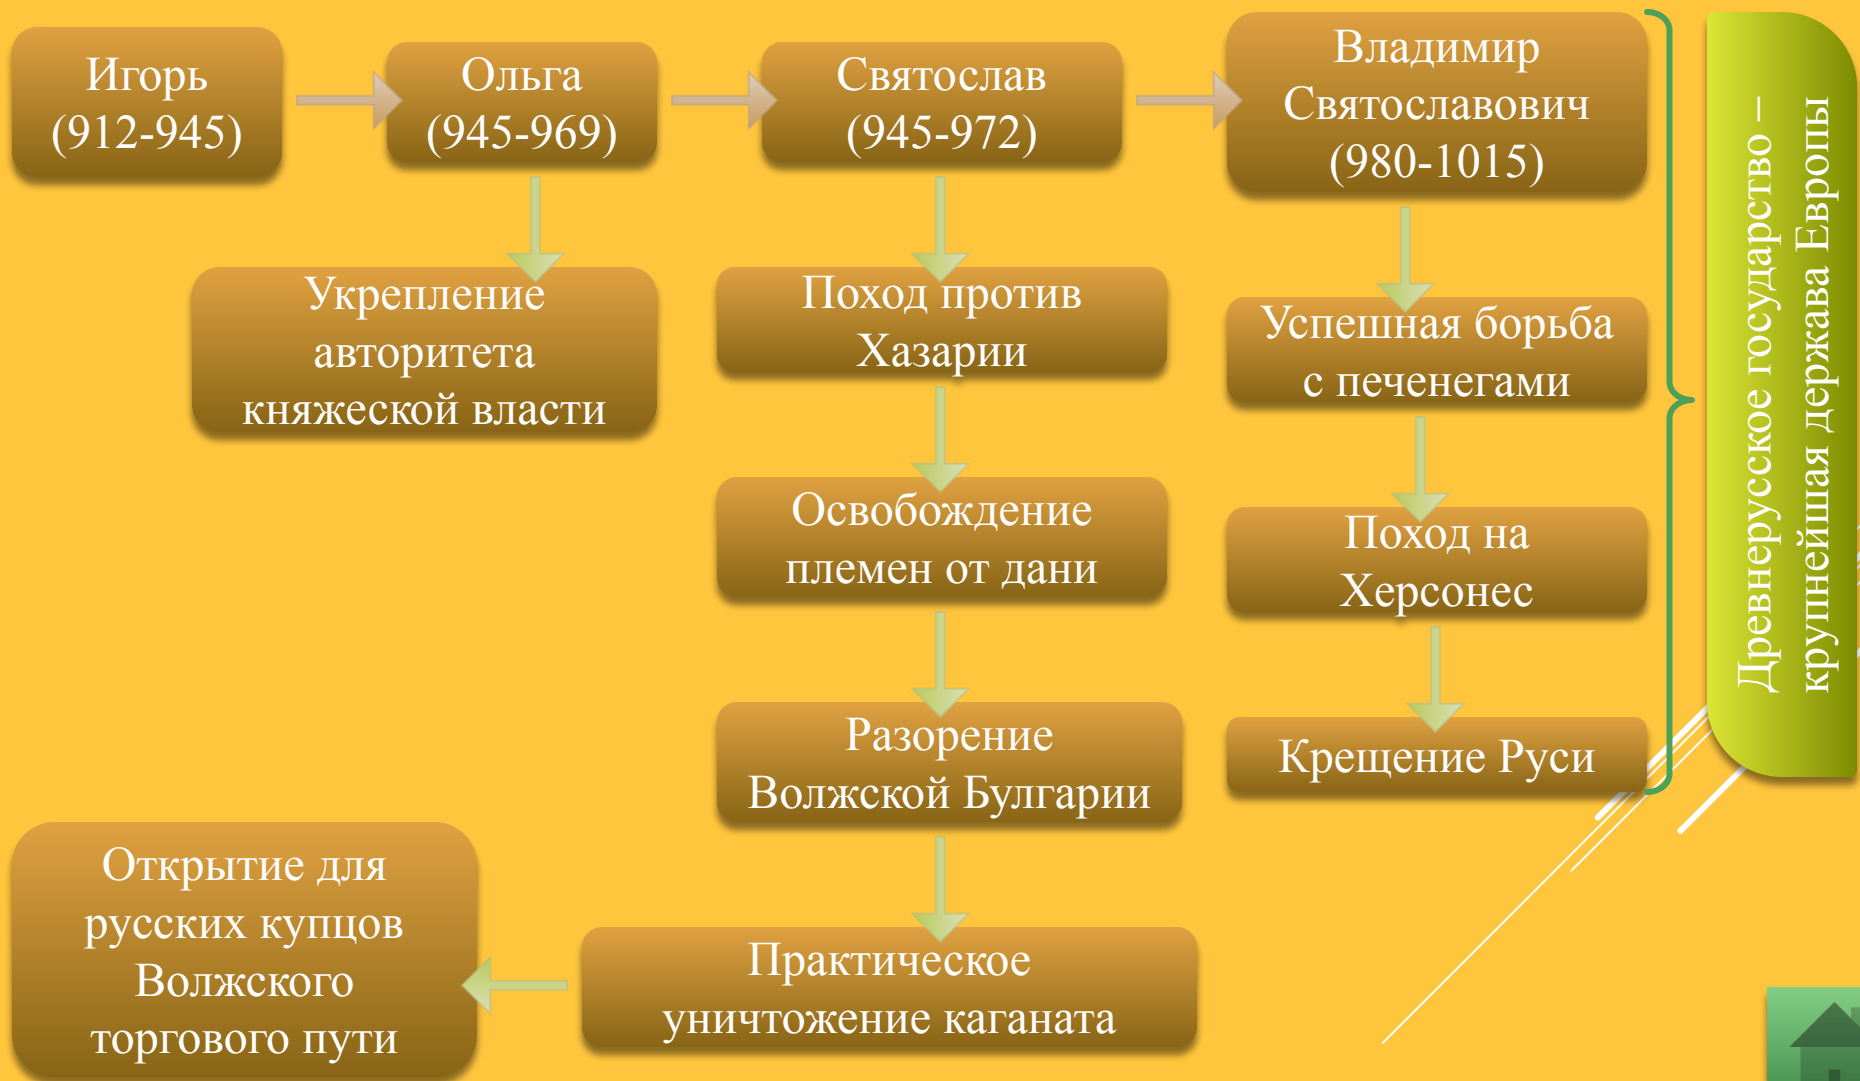 Игорь
(912-945)
Ольга
(945-969)
Святослав
(945-972)
Владимир
Святославович
(980-1015)
Укрепление
авторитета
княжеской власти
Поход против
Хазарии
Освобождение
племен от дани
Разорение
Волжской Булгарии
Практическое
уничтожение каганата
Открытие для
русских купцов
Волжского
торгового пути
Успешная борьба
с печенегами
Поход на
Херсонес
Крещение Руси
Древнерусское государство –
крупнейшая держава Европы